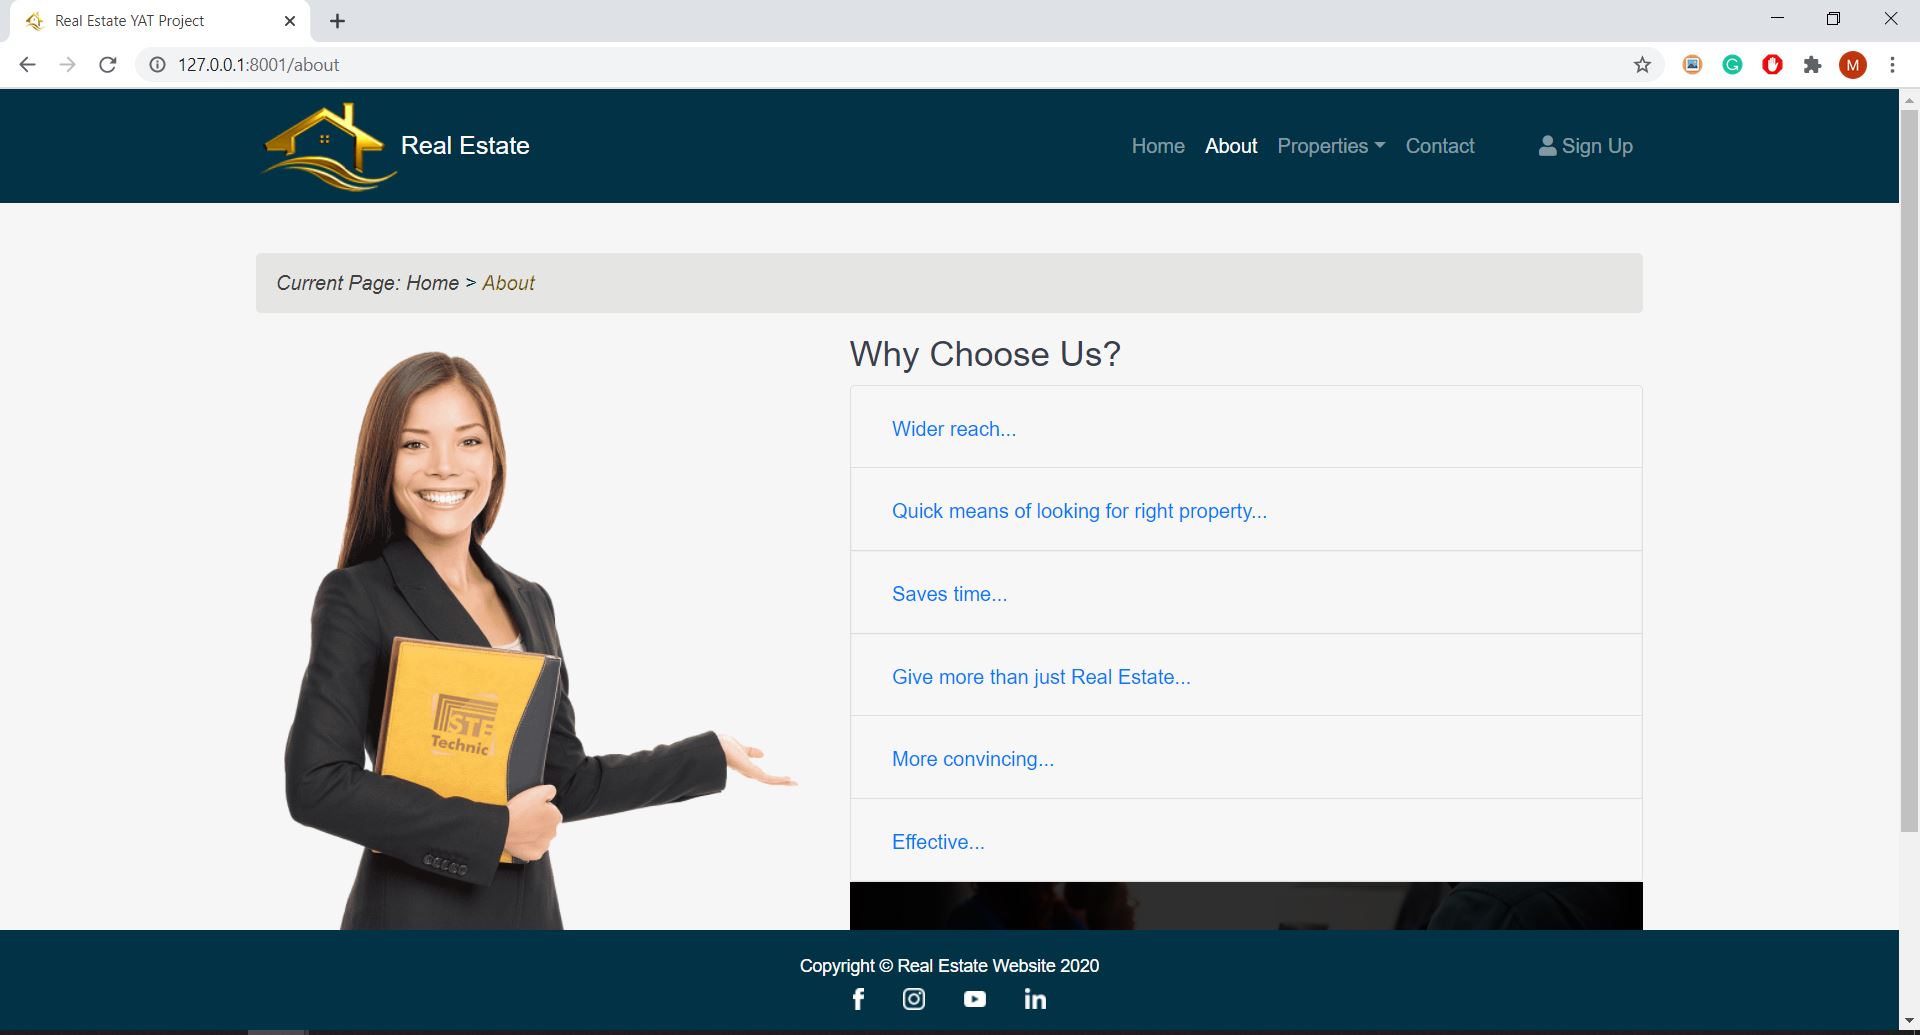 Real Estate YAT Project
127.0.0.1:8001/about
M
Real Estate
Home About Properties Contact Sign Up
Current Page: Home > About
Why Choose Us?
Wider reach...
Quick means of looking for right property...
Saves time...
Give more than just Real Estate...
More convincing...
Effective...
STE
Technic
Copyright © Real Estate Website 2020